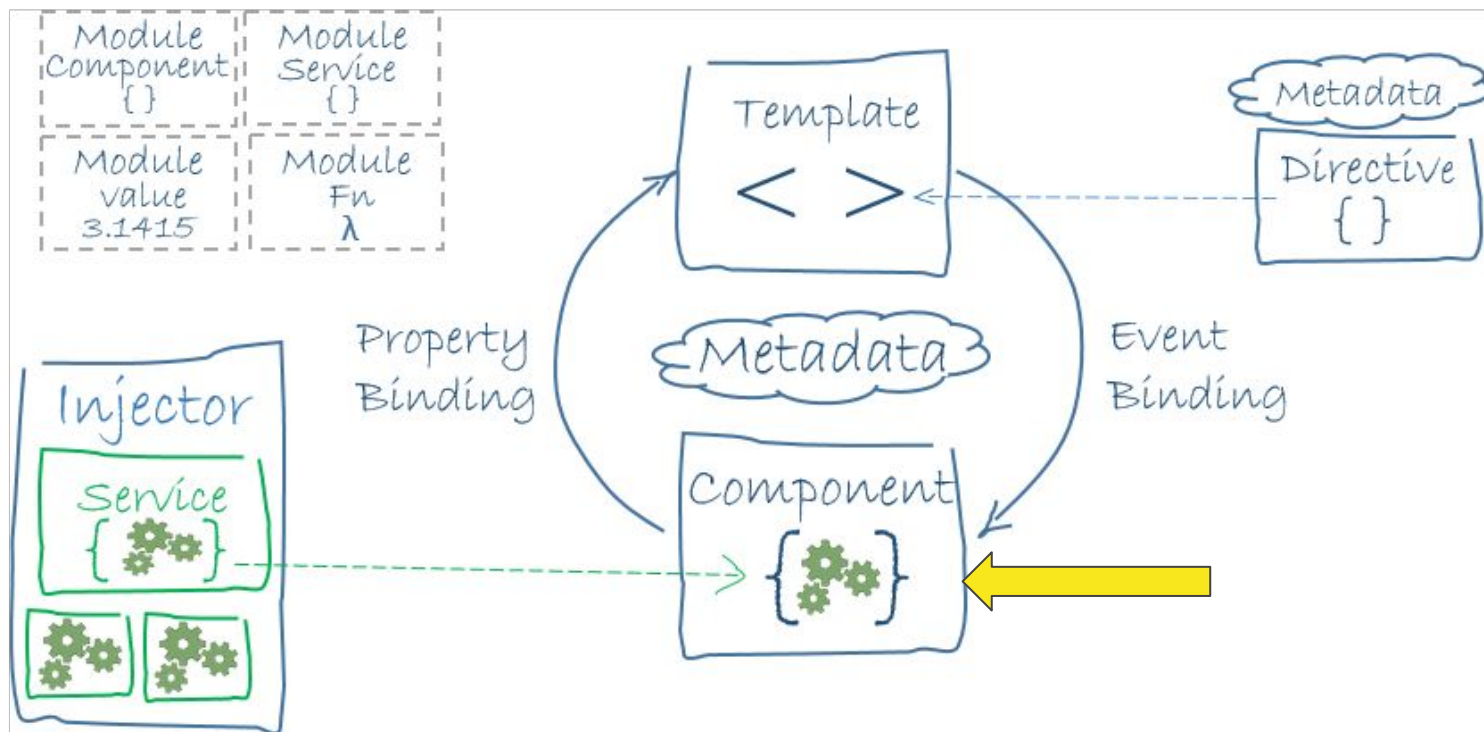 Module
Component
{ }
Module
Service
{ }
Module
value
3.1415
Module
Fn
λ
Template
< >
Metadata
Directive
{ }
Property
Binding
Metadata
Event
Binding
Injector
Service
{ }
Component
{ }